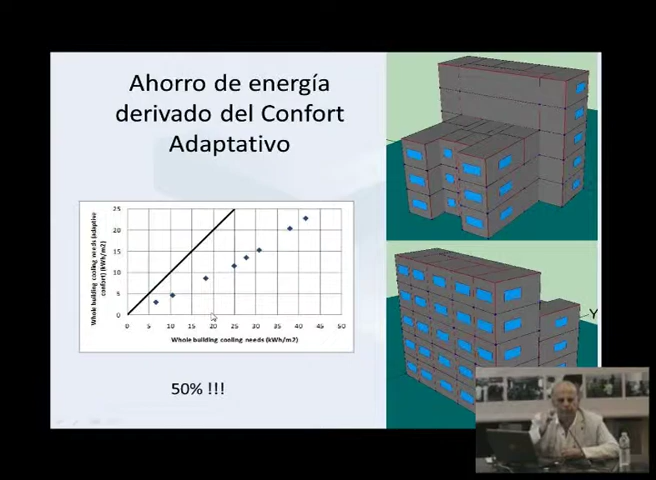 Ahorro de energía
derivado del Confort
Adaptativo
Whole building cooling needs (adaptive
confort) (kWh/m2)
25
20
15
10
5
0
0 5 10 15 20 25 30 35 40 45 50
Whole building cooling needs (kWh/m2)
50% !!!
Y